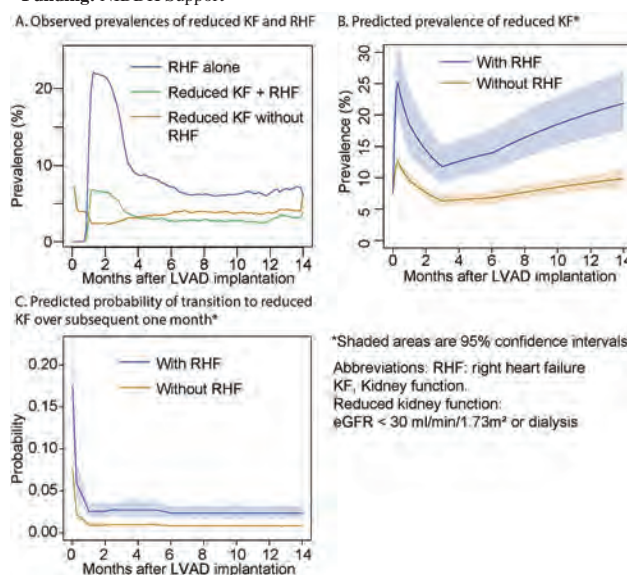 A. Observed prevalences of reduced KF and RHF
20
10
0
Prevalence (%)
RHF alone
Reduced KF + RHF
Reduced KF without
RHF
0 2 4 6 8 10 12 14
Months after LVAD implantation
B. Predicted prevalence of reduced KF*
0 5 10 15 20 25 30
Prevalence (%)
With RHF
Without RHF
0 2 4 6 8 10 12 14
Months after LVAD implantation
C. Predicted probability of transition to reduced
KF over subsequent one month*
0.20
0.15
0.10
0.05
0.00
Probability
With RHF
Without RHF
0 2 4 6 8 10 12 14
Months after LVAD implantation
*Shaded areas are 95% confidence intervals
Abbreviations: RHF: right heart failure
KF, Kidney function.
Reduced kidney function:
eGFR < 30 ml/min/1.73m² or dialysis